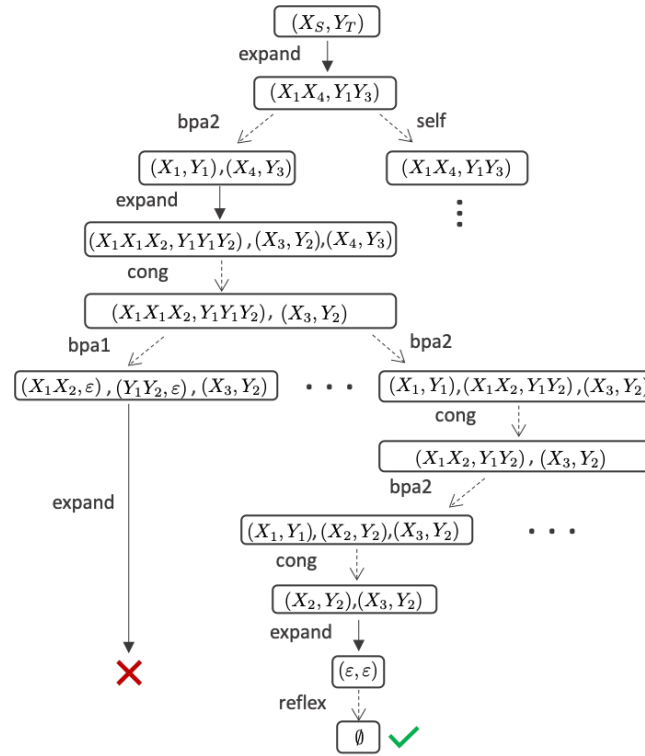 (X_S, Y_T)
expand
(X_1X_4, Y_1Y_3)
bpa2 self
(X_1, Y_1),(X_4, Y_3) (X_1X_4, Y_1Y_3)
expand
(X_1X_1X_2, Y_1Y_1Y_2),(X_3, Y_2),(X_4, Y_3)
cong
(X_1X_1X_2, Y_1Y_1Y_2), (X_3, Y_2)
bpa1 bpa2
(X_1X_2, ε),(Y_1Y_2, ε),(X_3, Y_2) ··· (X_1, Y_1),(X_1X_2, Y_1Y_2),(X_3, Y_2)
cong
(X_1X_2, Y_1Y_2), (X_3, Y_2)
expand bpa2
(X_1, Y_1),(X_2, Y_2),(X_3, Y_2) ···
cong
(X_2, Y_2),(X_3, Y_2)
expand
(ε, ε)
reflex
∅